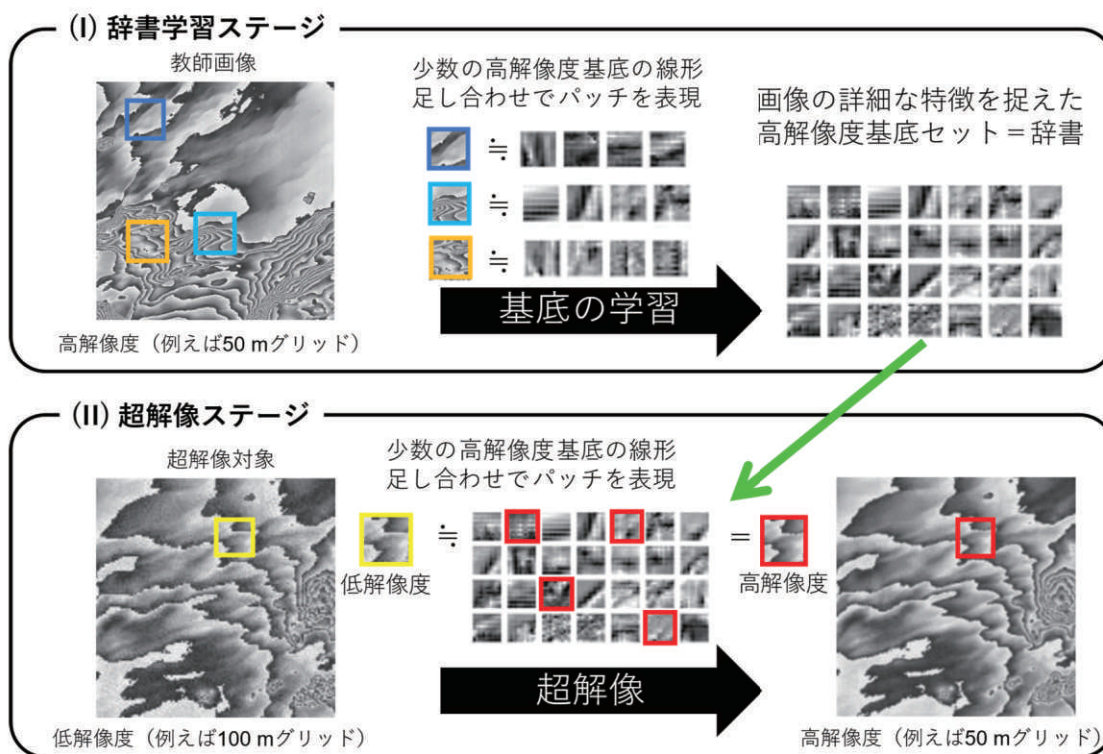 (I) 辞書学習ステージ
教師画像
高解像度（例えば50 mグリッド）
少数の高解像度基底の線形
足し合わせでパッチを表現
≒
≒
≒
基底の学習
画像の詳細な特徴を捉えた
高解像度基底セット＝辞書
(II) 超解像ステージ
超解像対象
低解像度（例えば100 mグリッド）
低解像度
少数の高解像度基底の線形
足し合わせでパッチを表現
≒
超解像
＝
高解像度
高解像度（例えば50 mグリッド）